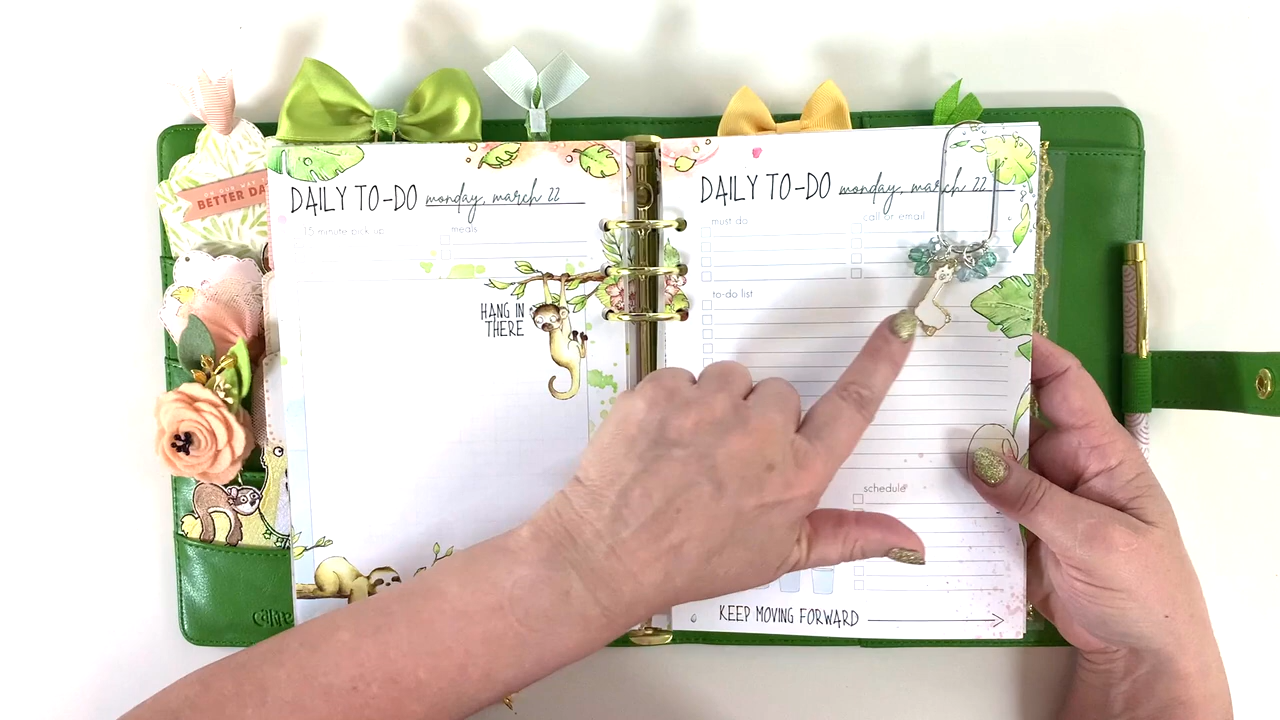 BETTER DA
DAILY TO-DO monday, march 22
15 minute pick up
meals
HANG IN
THERE
DAILY TO-DO monday, march 22
must do
call or email
to-do list
schedule
KEEP MOVING FORWARD